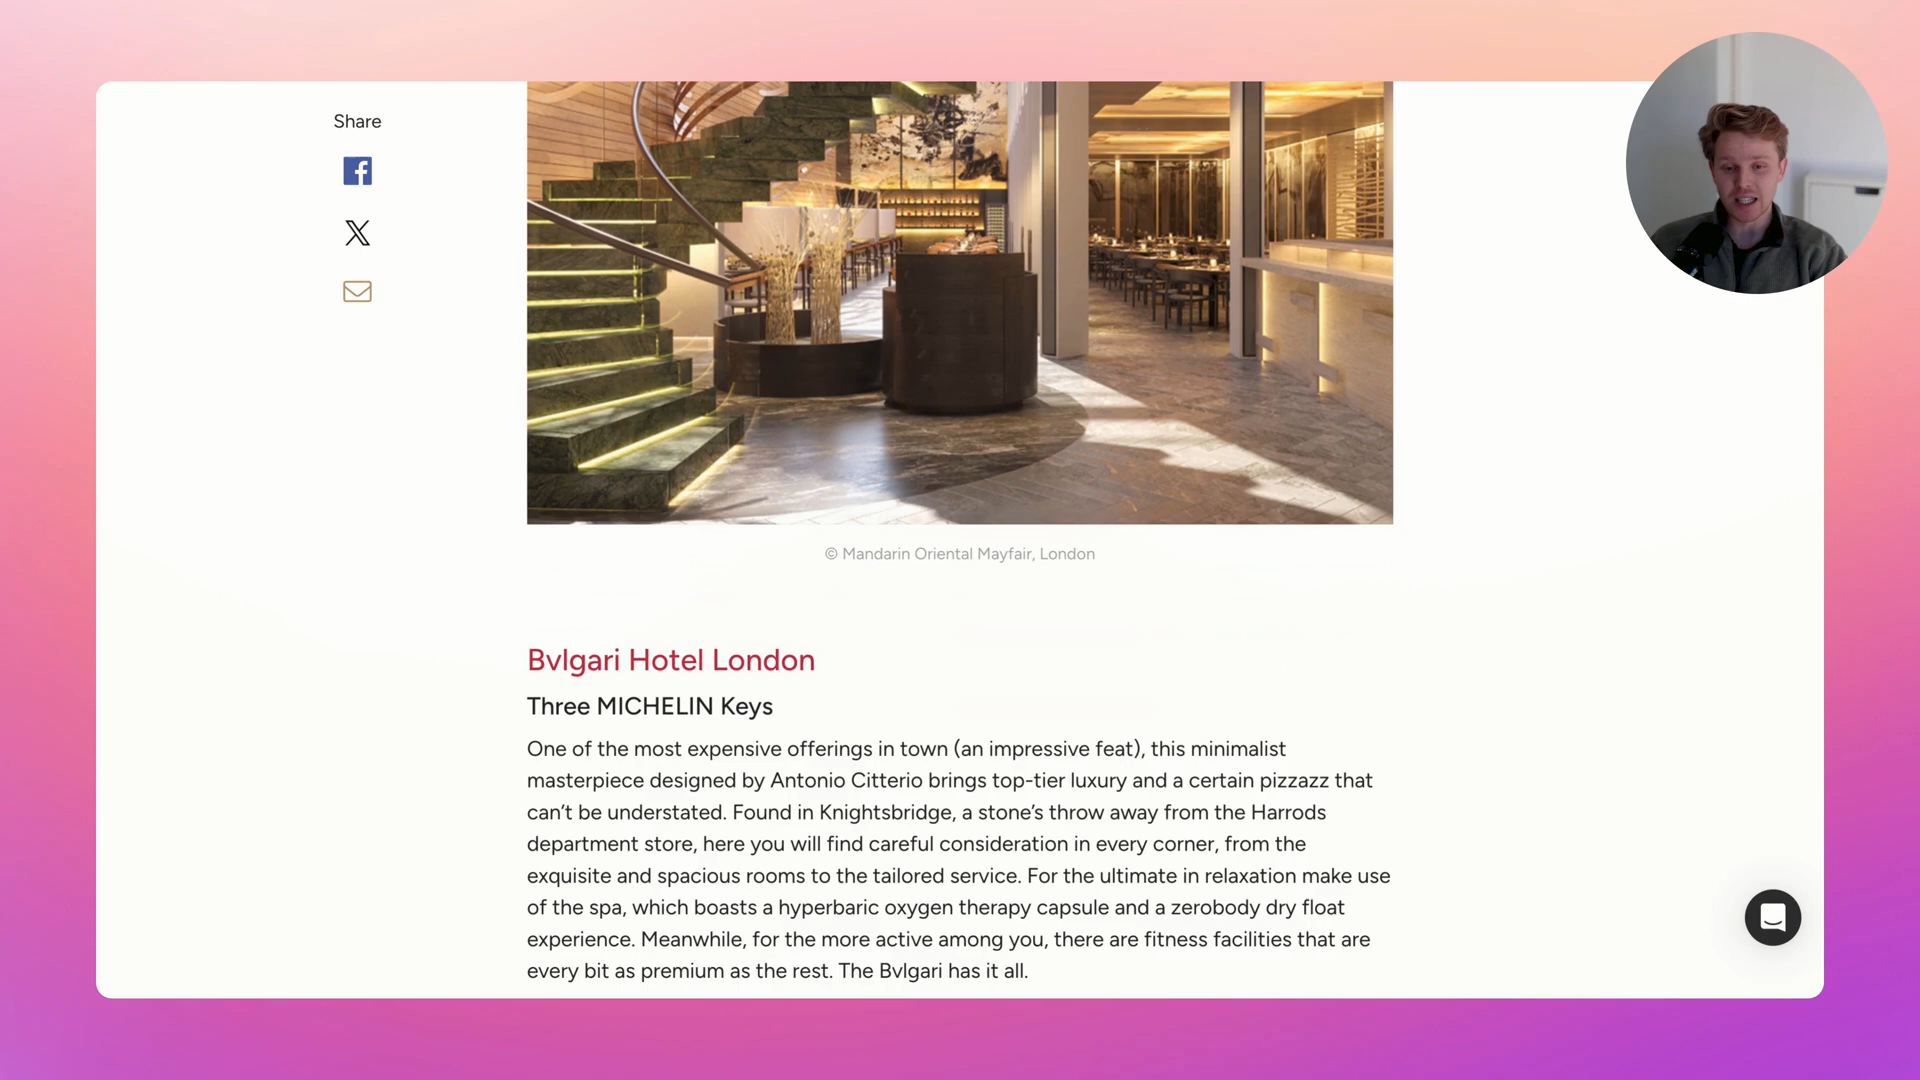 Share
© Mandarin Oriental Mayfair, London
Bvlgari Hotel London
Three MICHELIN Keys
One of the most expensive offerings in town (an impressive feat), this minimalist
masterpiece designed by Antonio Citterio brings top-tier luxury and a certain pizzazz that
can’t be understated. Found in Knightsbridge, a stone’s throw away from the Harrods
department store, here you will find careful consideration in every corner, from the
exquisite and spacious rooms to the tailored service. For the ultimate in relaxation make use
of the spa, which boasts a hyperbaric oxygen therapy capsule and a zerobody dry float
experience. Meanwhile, for the more active among you, there are fitness facilities that are
every bit as premium as the rest. The Bvlgari has it all.